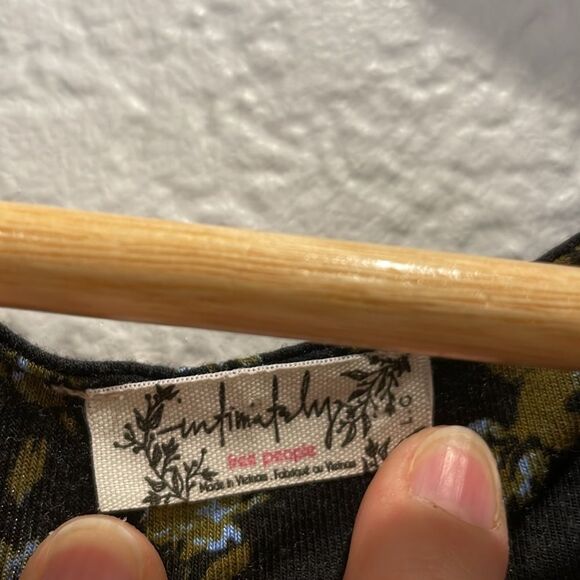 intimately
free people
Made in Vietnam . Fabriqué au Vietnam